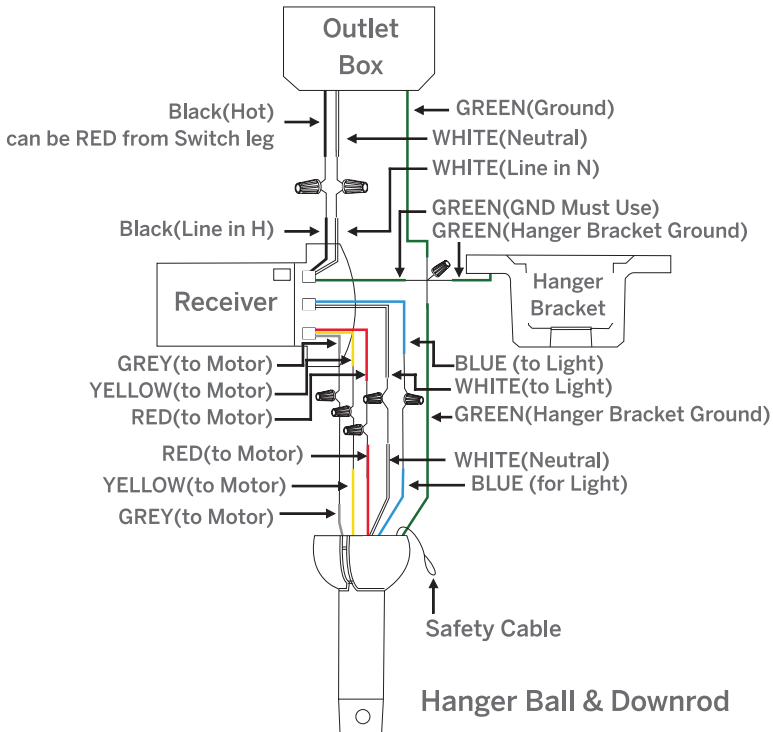 Outlet
Box
Black(Hot)
can be RED from Switch leg
GREEN(Ground)
WHITE(Neutral)
WHITE(Line in N)
GREEN(GND Must Use)
Black(Line in H)
GREEN(Hanger Bracket Ground)
Receiver
Hanger
Bracket
GREY(to Motor)
BLUE (to Light)
YELLOW(to Motor)
WHITE(to Light)
RED(to Motor)
GREEN(Hanger Bracket Ground)
RED(to Motor)
WHITE(Neutral)
YELLOW(to Motor)
BLUE (for Light)
GREY(to Motor)
Safety Cable
Hanger Ball & Downrod